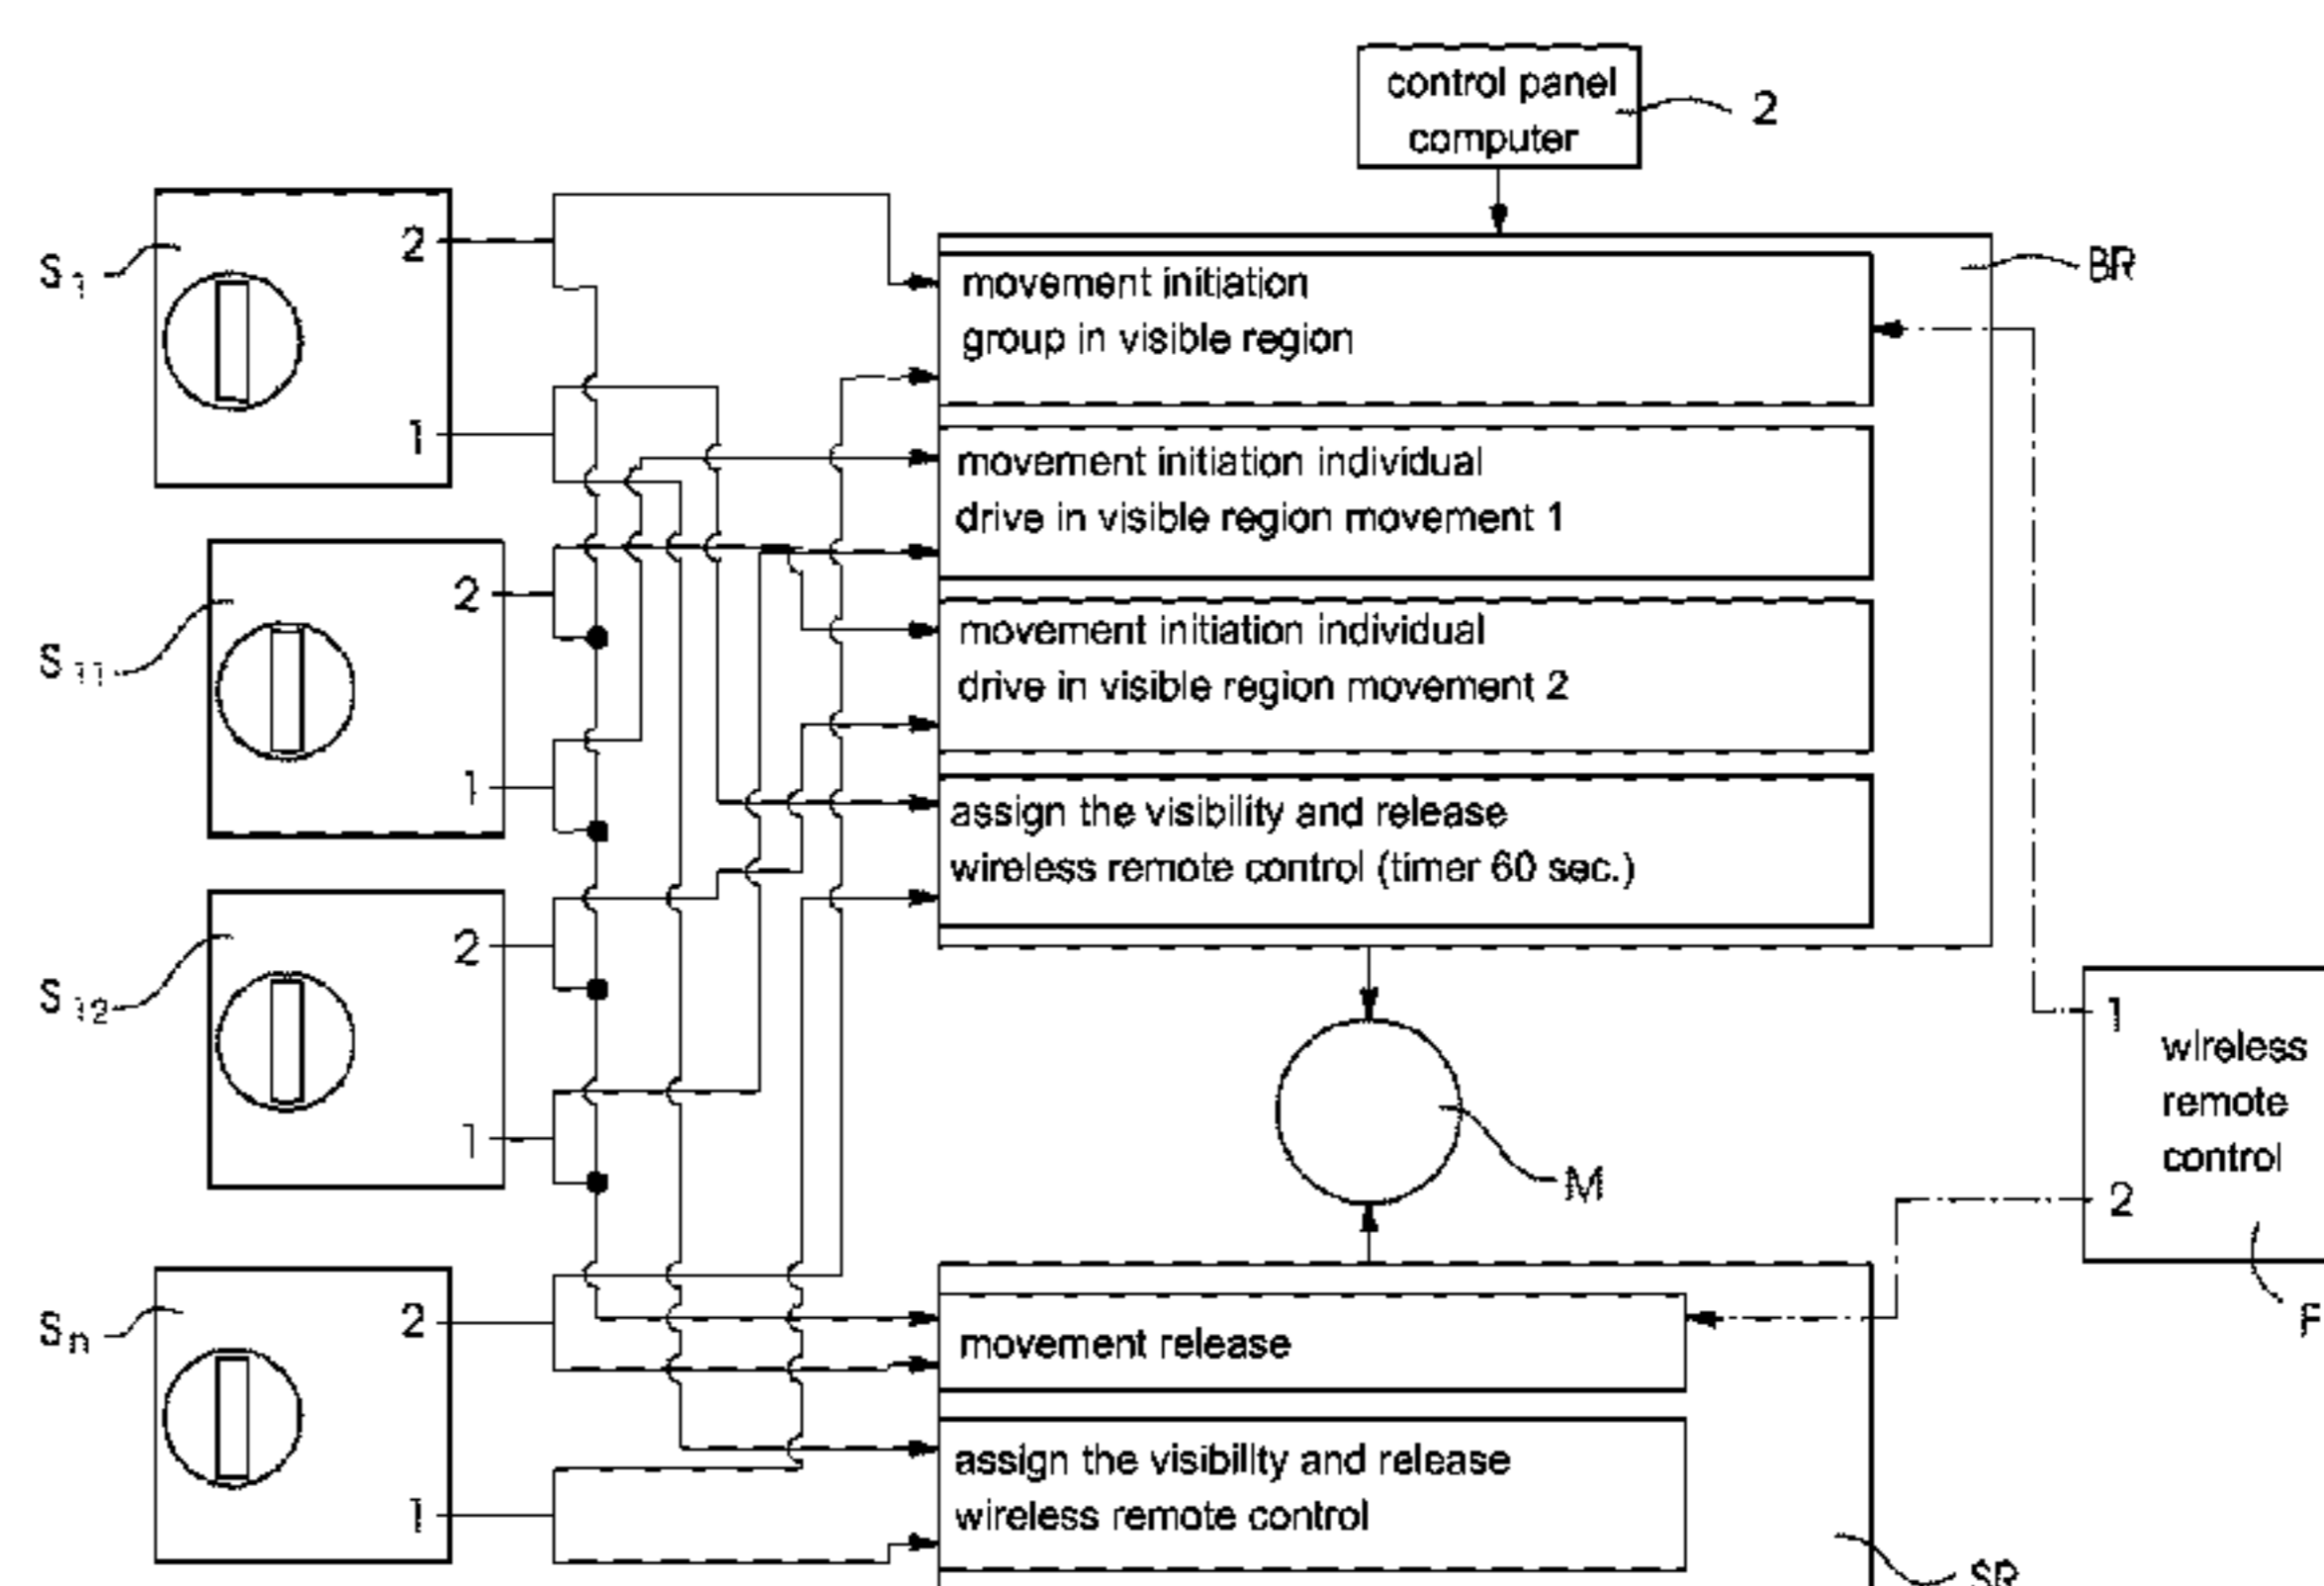 control panel
computer
2
S1
2
1
BR
movement initiation
group in visible region
movement initiation individual
drive in visible region movement 1
S11
2
1
movement initiation individual
drive in visible region movement 2
assign the visibility and release
wireless remote control (timer 60 sec.)
S12
2
1
1
wireless
remote
control
2
F
M
Sn
2
1
movement release
assign the visibility and release
wireless remote control
SR